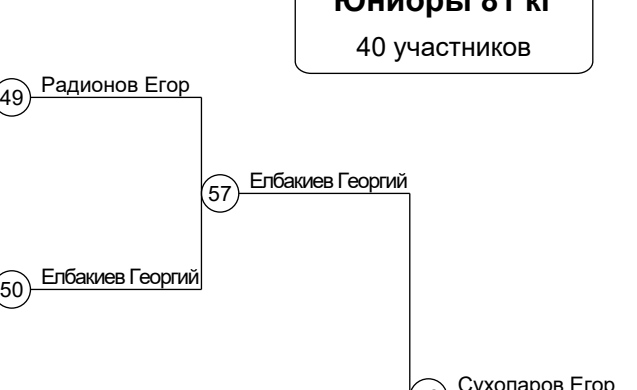 Юниоры 81 кг
40 участников
49 Радионов Егор
57 Елбакиев Георгий
50 Елбакиев Георгий
Сухопаров Егор